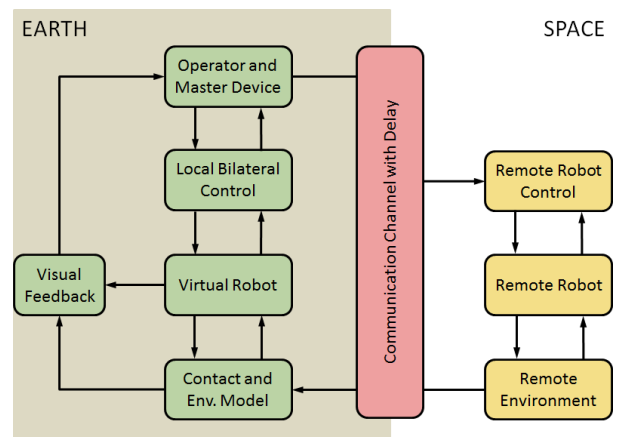 EARTH
SPACE
Operator and
Master Device
Local Bilateral
Control
Virtual Robot
Contact and
Env. Model
Visual
Feedback
Communication Channel with Delay
Remote Robot
Control
Remote Robot
Remote
Environment